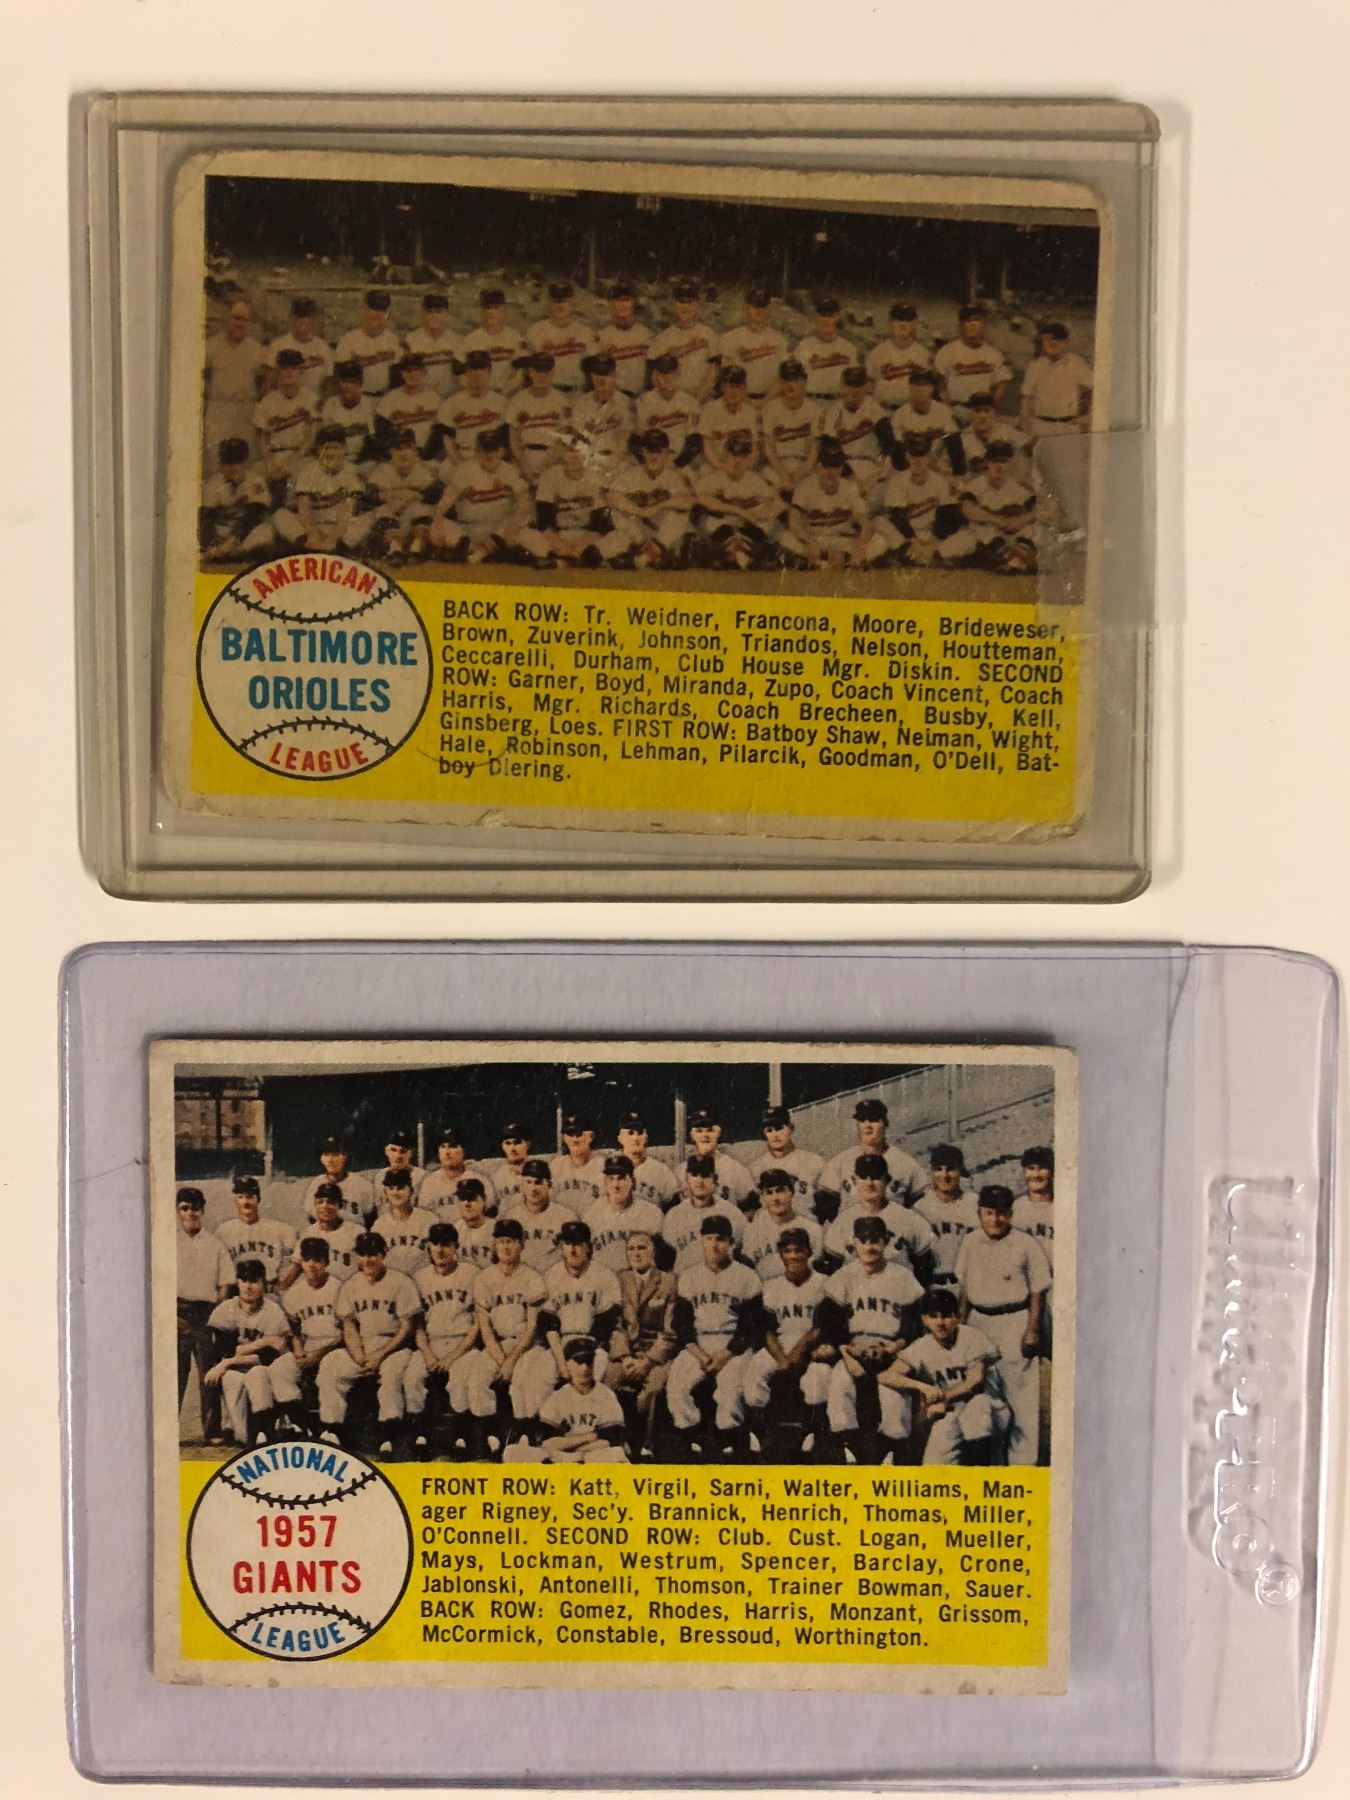 AMERICAN
BALTIMORE
ORIOLES
LEAGUE
BACK ROW: Tr. Weidner, Francona, Moore, Brideweser,
Brown, Zuverink, Johnson, Triandos, Nelson, Houtteman,
Ceccarelli, Durham, Club House Mgr. Diskin. SECOND
ROW: Garner, Boyd, Miranda, Zupo, Coach Vincent, Coach
Harris, Mgr. Richards, Coach Brecheen, Busby, Kell,
Ginsberg, Loes. FIRST ROW: Batboy Shaw, Neiman, Wight,
Hale, Robinson, Lehman, Pilarcik, Goodman, O'Dell, Bat-
boy Diering.
NATIONAL
1957
GIANTS
LEAGUE
FRONT ROW: Katt, Virgil, Sarni, Walter, Williams, Man-
ager Rigney, Sec'y. Brannick, Henrich, Thomas, Miller,
O'Connell. SECOND ROW: Club. Cust. Logan, Mueller,
Mays, Lockman, Westrum, Spencer, Barclay, Crone,
Jablonski, Antonelli, Thomson, Trainer Bowman, Sauer.
BACK ROW: Gomez, Rhodes, Harris, Monzant, Grissom,
McCormick, Constable, Bressoud, Worthington.
Ultra·PRO®